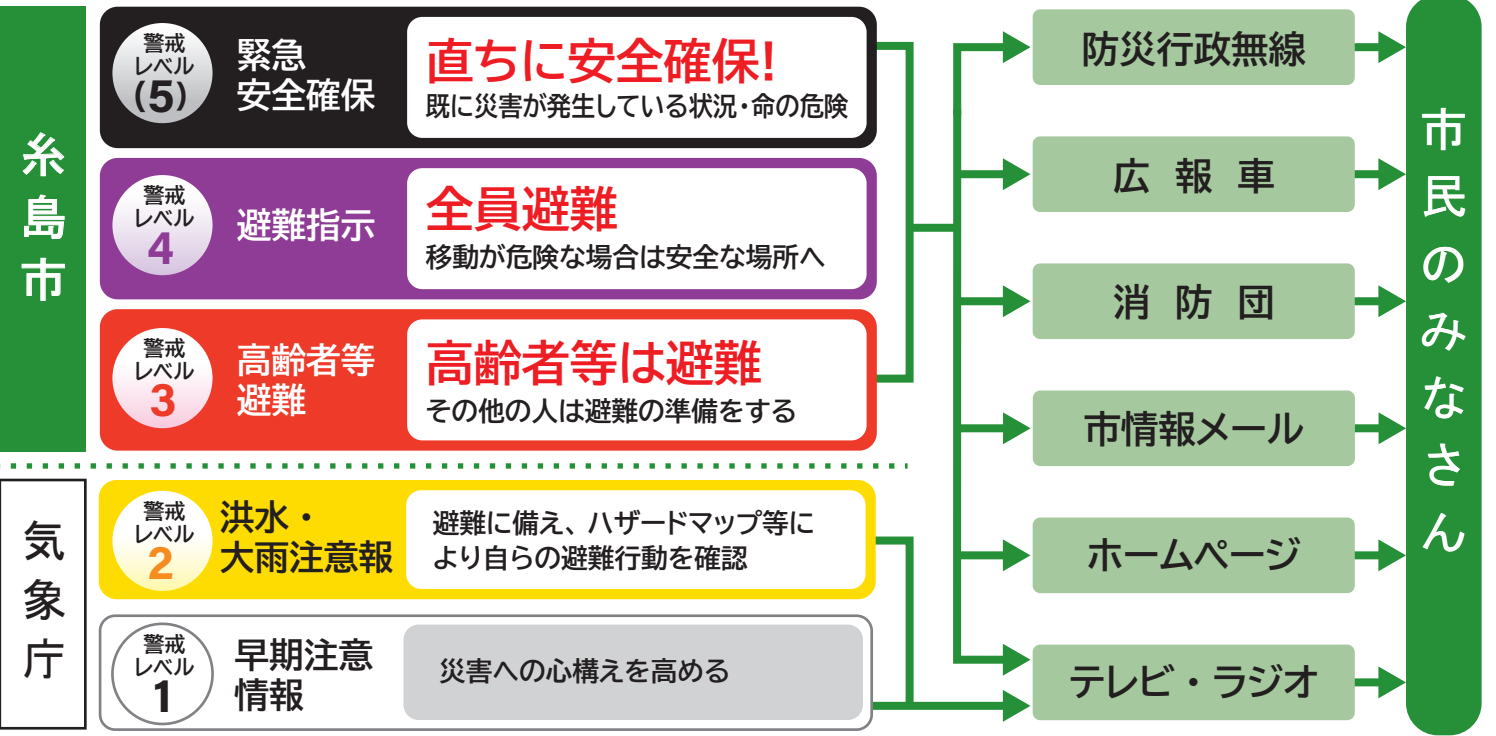 糸島市
警戒
レベル
(5)
緊急
安全確保
直ちに安全確保!
既に災害が発生している状況・命の危険
警戒
レベル
4
避難指示
全員避難
移動が危険な場合は安全な場所へ
警戒
レベル
3
高齢者等
避難
高齢者等は避難
その他の人は避難の準備をする
気象庁
警戒
レベル
2
洪水・
大雨注意報
避難に備え、ハザードマップ等に
より自らの避難行動を確認
警戒
レベル
1
早期注意
情報
災害への心構えを高める
防災行政無線
広報車
消防団
市情報メール
ホームページ
テレビ・ラジオ
市民のみなさん